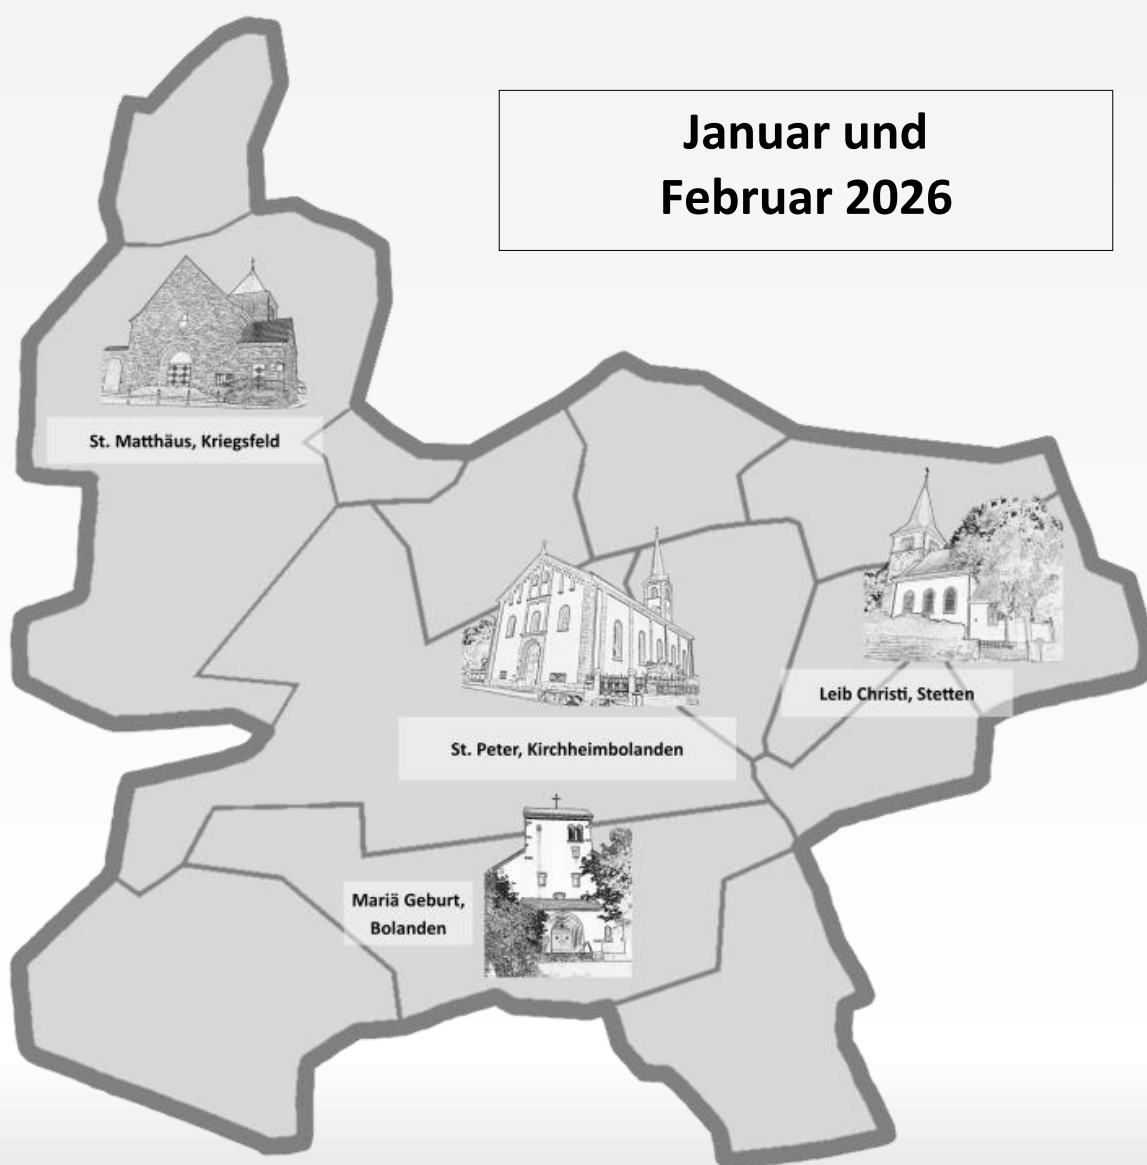 Januar und
Februar 2026
St. Matthäus, Kriegsfeld
Leib Christi, Stetten
St. Peter, Kirchheimbolanden
Mariä Geburt,
Bolanden